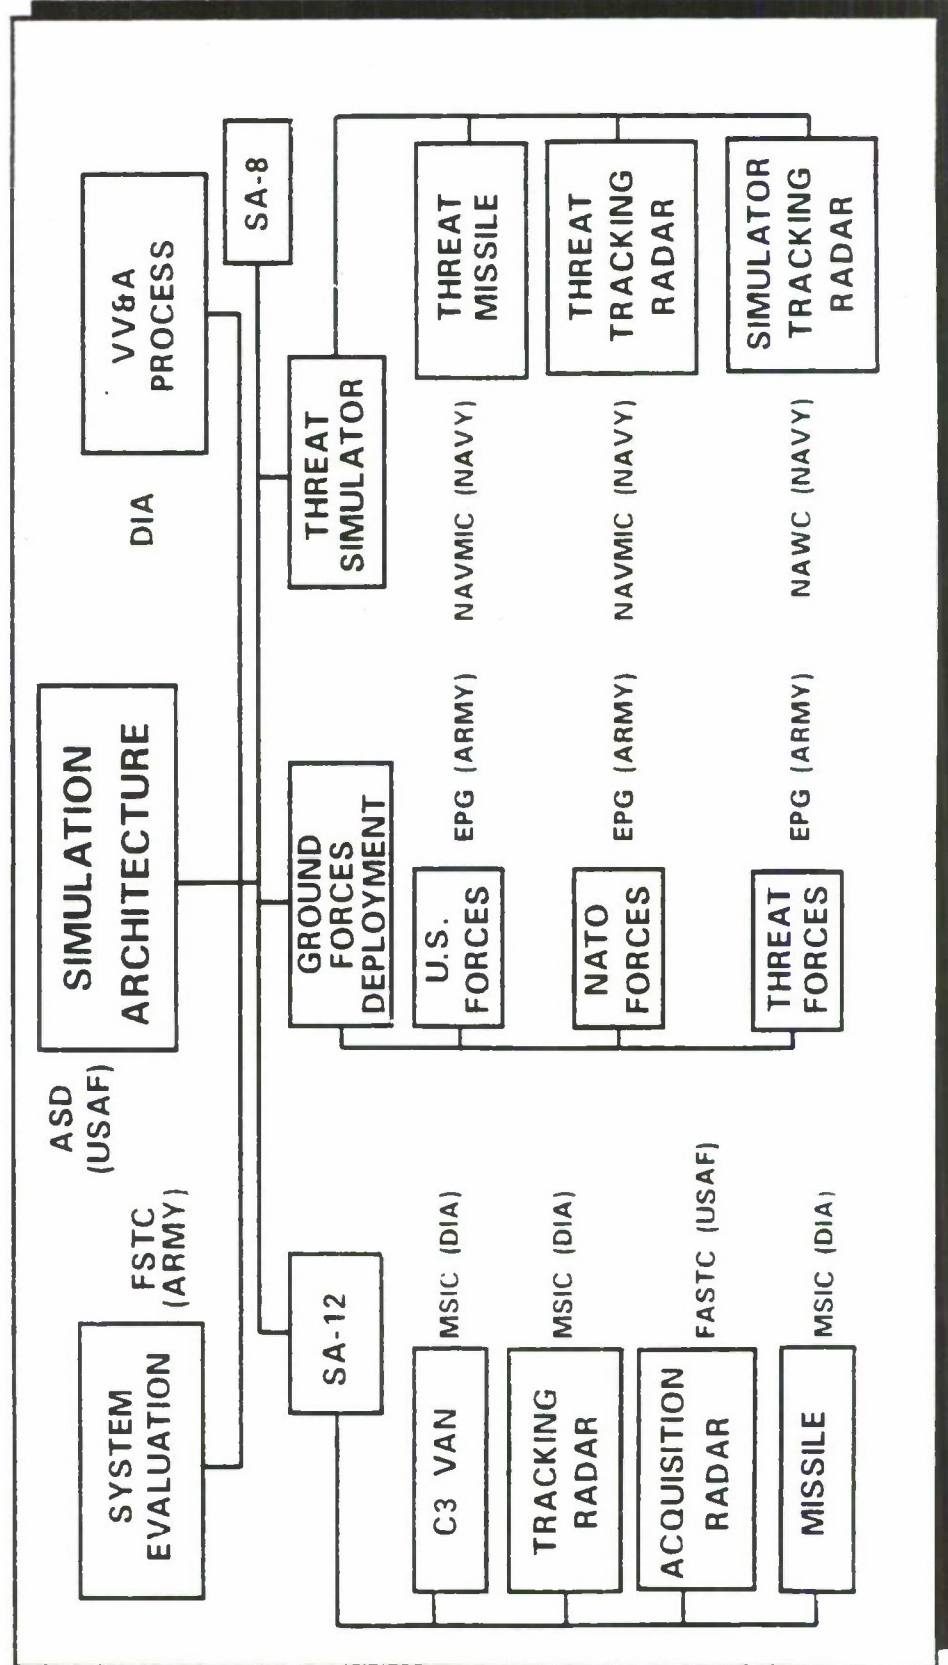 SIMULATION
ARCHITECTURE
ASD
(USAF)
SYSTEM
EVALUATION
FSTC
(ARMY)
DIA
VV&A
PROCESS
SA-8
SA-12
C3 VAN
MSIC (DIA)
TRACKING
RADAR
MSIC (DIA)
ACQUISITION
RADAR
FASTC (USAF)
MISSILE
MSIC (DIA)
GROUND
FORCES
DEPLOYMENT
U.S.
FORCES
EPG (ARMY)
NATO
FORCES
EPG (ARMY)
THREAT
FORCES
EPG (ARMY)
THREAT
SIMULATOR
NAVMIC (NAVY)
THREAT
MISSILE
NAVMIC (NAVY)
THREAT
TRACKING
RADAR
NAWC (NAVY)
SIMULATOR
TRACKING
RADAR